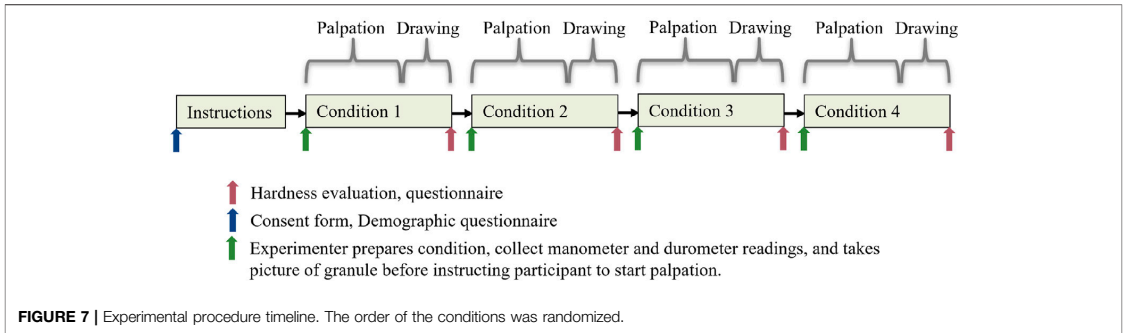 Palpation Drawing Palpation Drawing Palpation Drawing Palpation Drawing
Instructions Condition 1 Condition 2 Condition 3 Condition 4
Hardness evaluation, questionnaire
Consent form, Demographic questionnaire
Experimenter prepares condition, collect manometer and durometer readings, and takes
picture of granule before instructing participant to start palpation.
FIGURE 7 | Experimental procedure timeline. The order of the conditions was randomized.